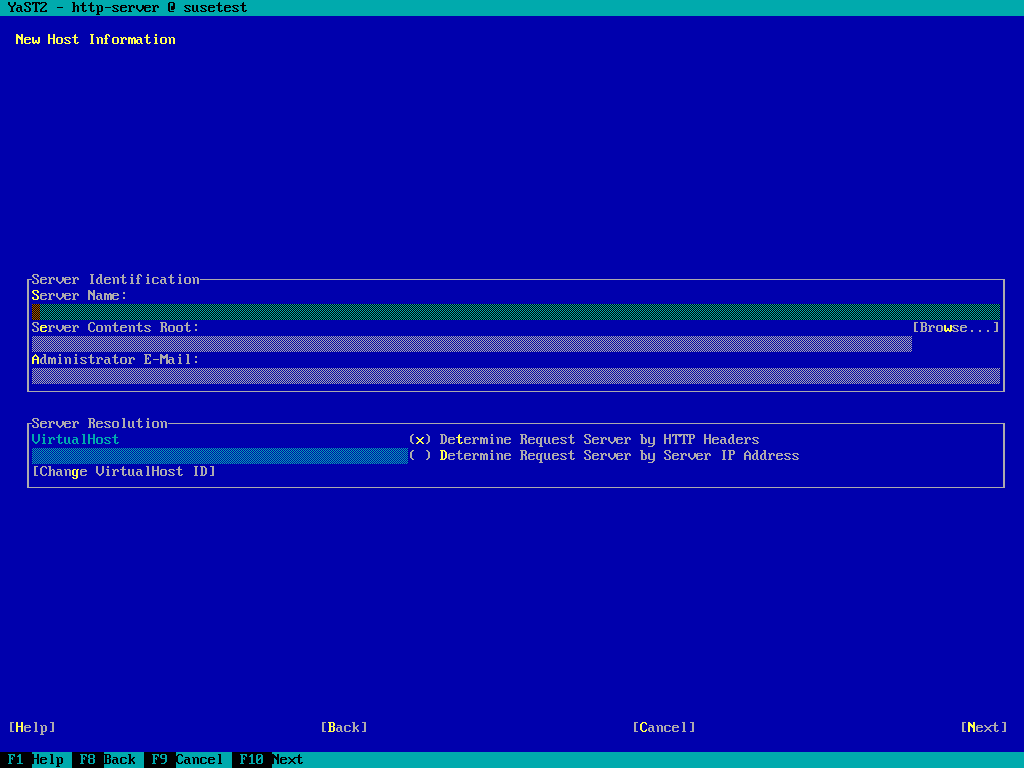 YaST2 - http-server @ susetest
New Host Information
Server Identification
Server Name:
Server Contents Root: [Browse...]
Administrator E-Mail:
Server Resolution
VirtualHost (x) Determine Request Server by HTTP Headers
( ) Determine Request Server by Server IP Address
[Change VirtualHost ID]
[Help] [Back] [Cancel] [Next]
F1 Help F8 Back F9 Cancel F10 Next